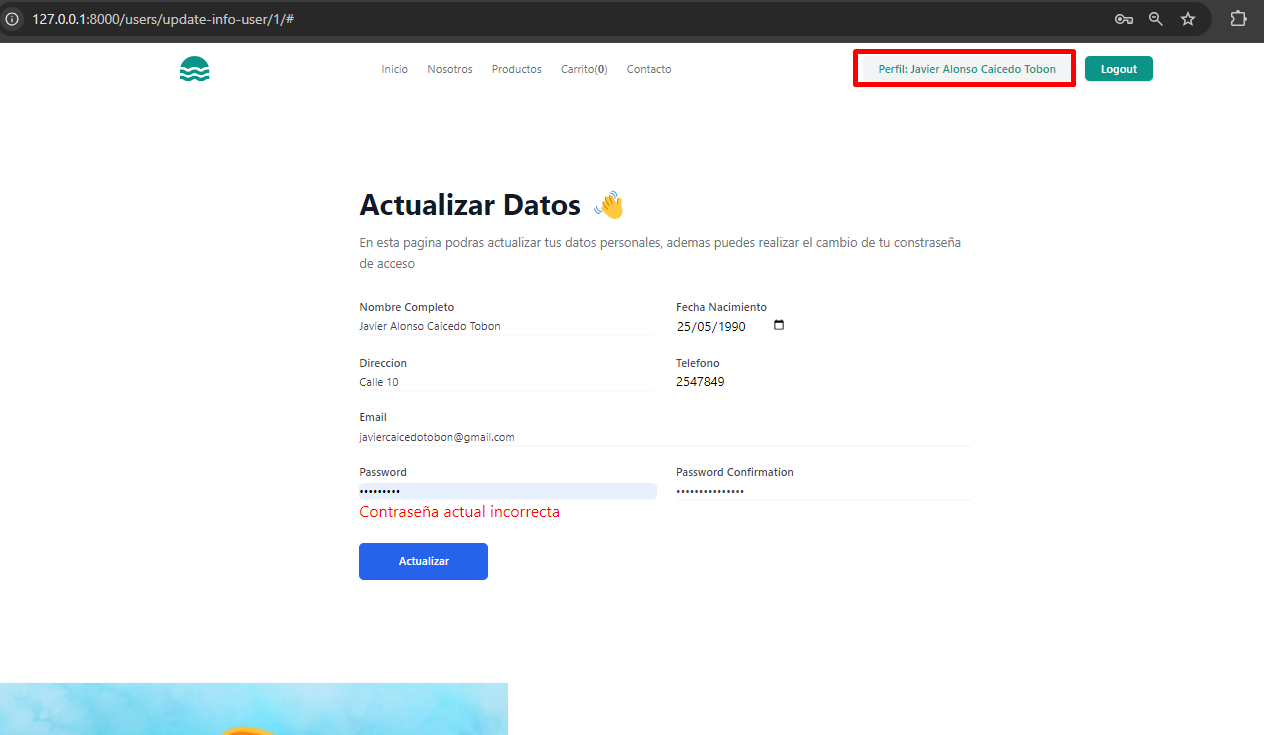 127.0.0.1:8000/users/update-info-user/1/#
Inicio Nosotros Productos Carrito(0) Contacto Perfil: Javier Alonso Caicedo Tobon Logout
Actualizar Datos 👋
En esta pagina podras actualizar tus datos personales, ademas puedes realizar el cambio de tu constraseña
de acceso
Nombre Completo Fecha Nacimiento
Javier Alonso Caicedo Tobon 25/05/1990
Direccion Telefono
Calle 10 2547849
Email
javiercaicedotobon@gmail.com
Password Password Confirmation
••••••••• •••••••••••••••
Contraseña actual incorrecta
Actualizar